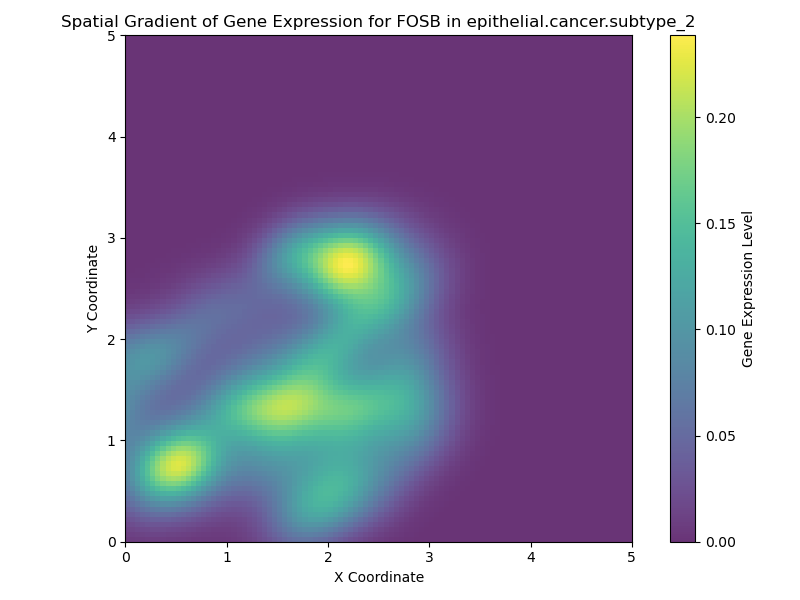 Spatial Gradient of Gene Expression for FOSB in epithelial.cancer.subtype_2
5
4
3
2
1
0
Y Coordinate
0 1 2 3 4 5
X Coordinate
0.20
0.15
0.10
0.05
0.00
Gene Expression Level